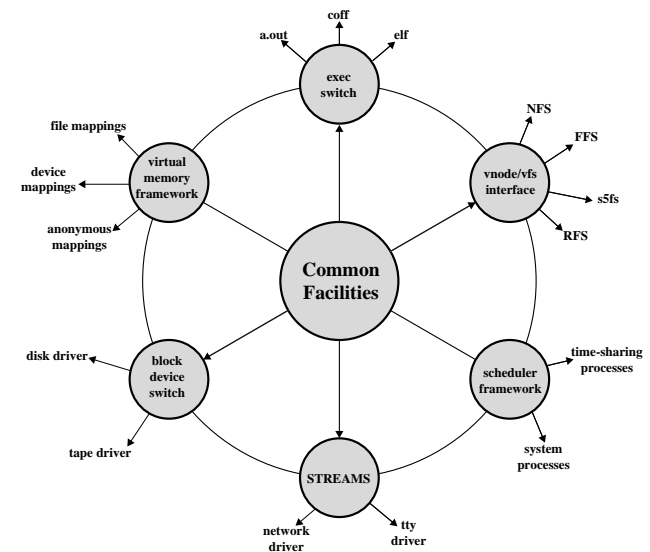 coff
a.out
elf
exec
switch
file mappings
device
mappings
anonymous
mappings
virtual
memory
framework
NFS
FFS
s5fs
RFS
vnode/vfs
interface
Common
Facilities
disk driver
tape driver
block
device
switch
scheduler
framework
time-sharing
processes
system
processes
STREAMS
network
driver
tty
driver